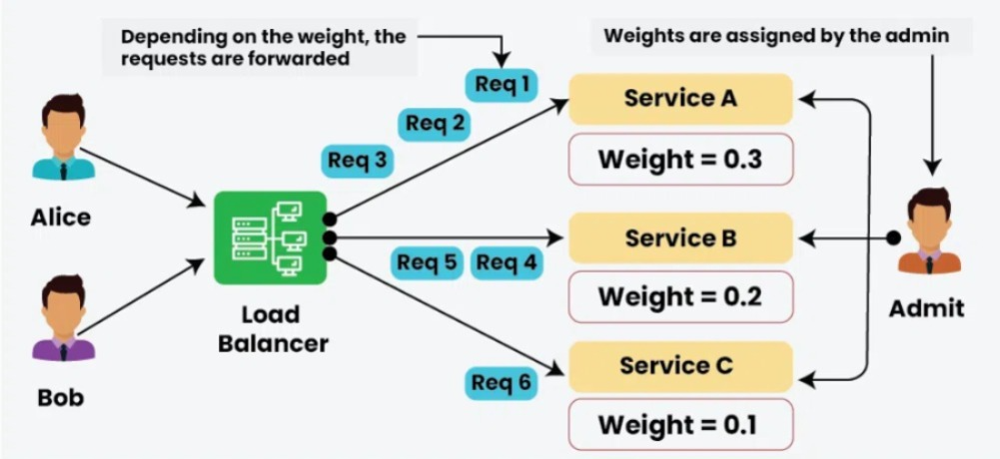 Depending on the weight, the
requests are forwarded
Weights are assigned by the admin
Req 1
Req 2
Req 3
Service A
Weight = 0.3
Alice
Service B
Req 5
Req 4
Weight = 0.2
Load
Balancer
Admit
Service C
Req 6
Bob
Weight = 0.1